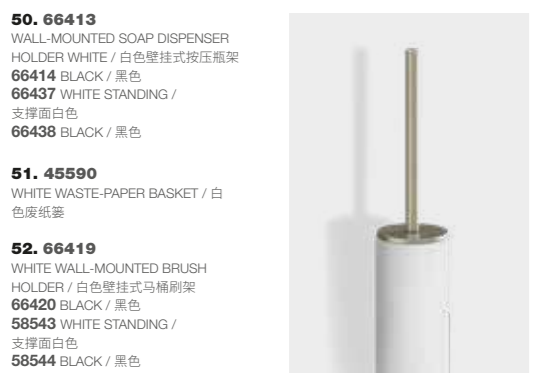 50. 66413
WALL-MOUNTED SOAP DISPENSER
HOLDER WHITE / 白色壁挂式按压瓶架
66414 BLACK / 黑色
66437 WHITE STANDING /
支撑面白色
66438 BLACK / 黑色
51. 45590
WHITE WASTE-PAPER BASKET / 白
色废纸篓
52. 66419
WHITE WALL-MOUNTED BRUSH
HOLDER / 白色壁挂式马桶刷架
66420 BLACK / 黑色
58543 WHITE STANDING /
支撑面白色
58544 BLACK / 黑色